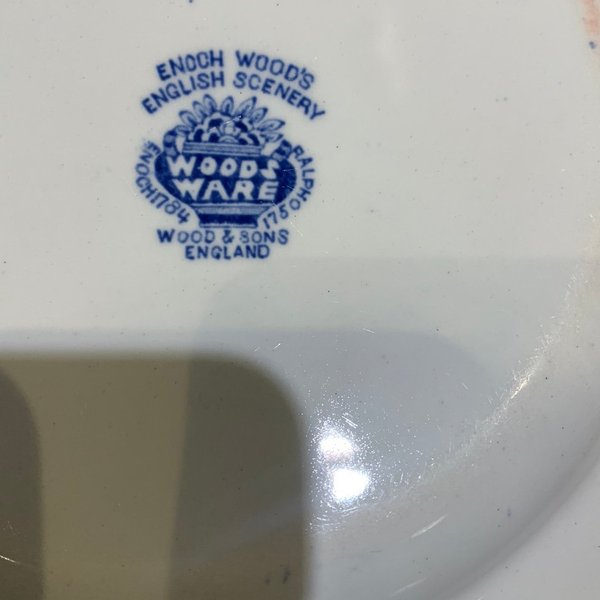 ENOCH WOOD'S
ENGLISH SCENERY
WOODS
WARE
ENOCH 1784
RALPH 1750
WOOD & SONS
ENGLAND